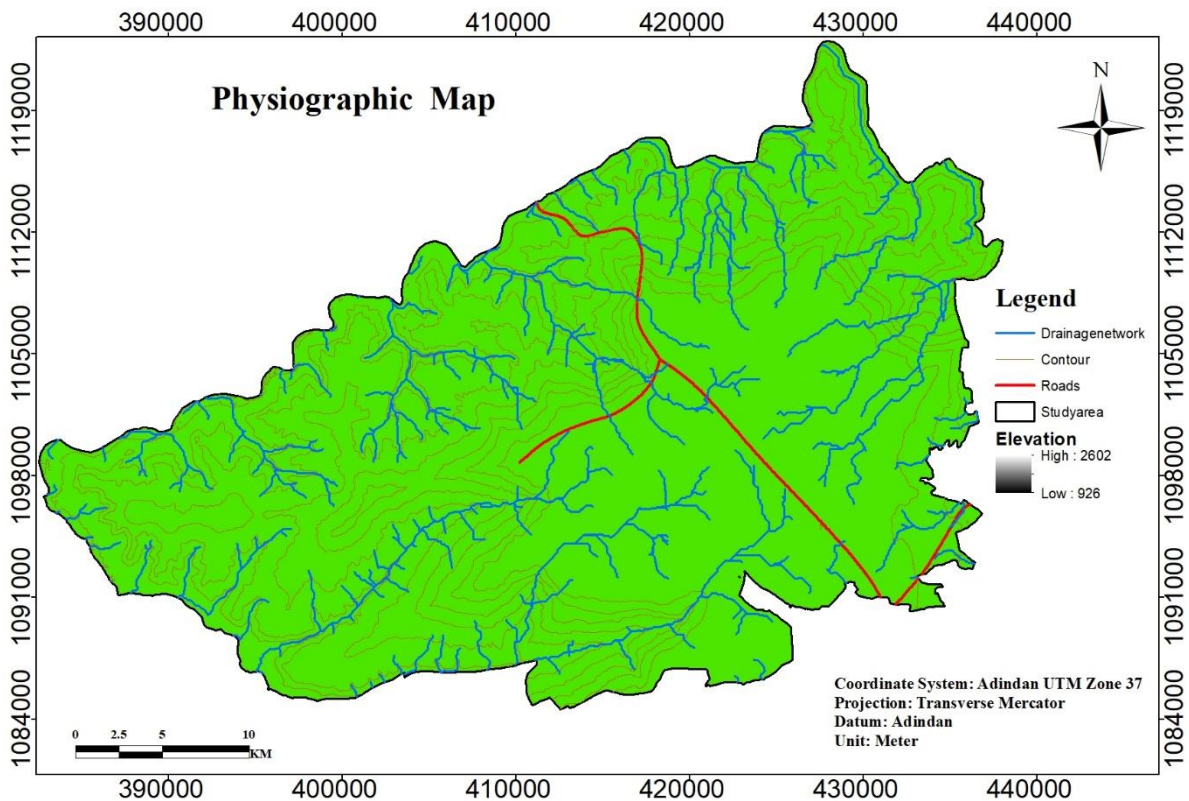 390000 400000 410000 420000 430000 440000
Physiographic Map
N
1119000 1119000
1112000 1112000
1105000 1105000
1098000 1098000
1091000 1091000
1084000 1084000
Legend
Drainagenetwork
Contour
Roads
Studyarea
Elevation
High : 2602
Low : 926
Coordinate System: Adindan UTM Zone 37
Projection: Transverse Mercator
Datum: Adindan
Unit: Meter
0 2.5 5 10
KM
390000 400000 410000 420000 430000 440000